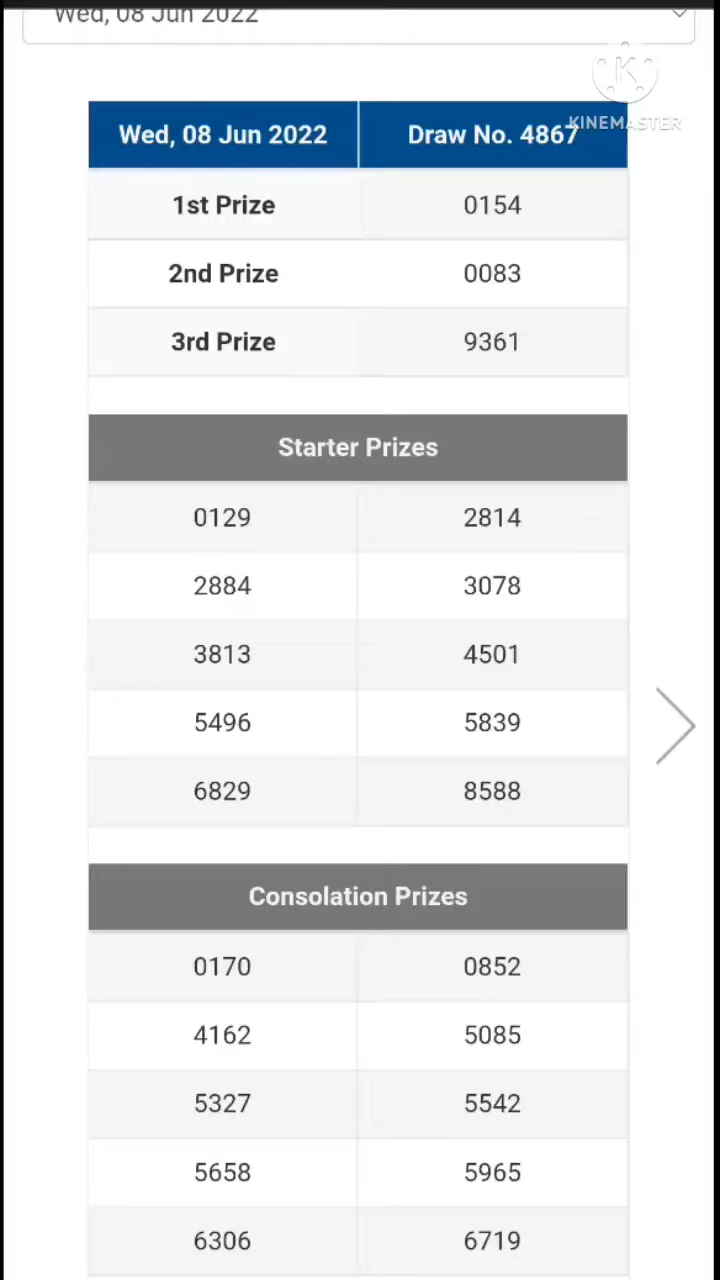 Wed, 08 Jun 2022
KINEMASTER
Wed, 08 Jun 2022 Draw No. 4867
1st Prize 0154
2nd Prize 0083
3rd Prize 9361
Starter Prizes
0129 2814
2884 3078
3813 4501
5496 5839
6829 8588
Consolation Prizes
0170 0852
4162 5085
5327 5542
5658 5965
6306 6719